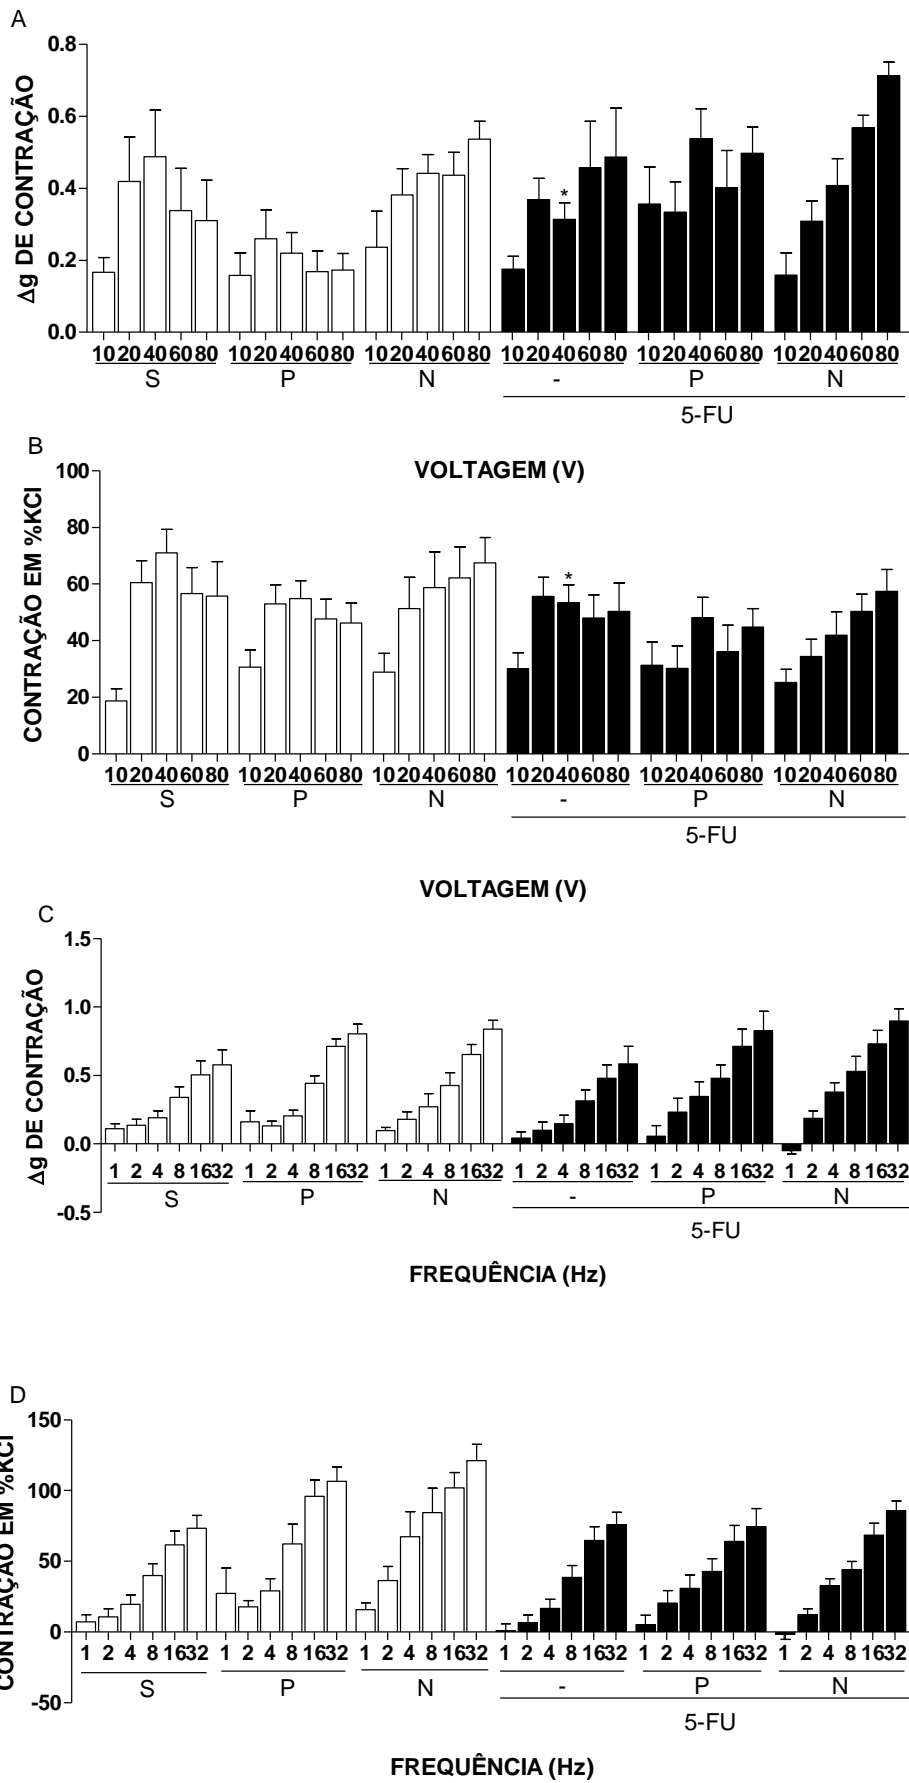 A
0.8
0.6
0.4
0.2
0.0
Δg DE CONTRAÇÃO
*
10 20 40 60 80 10 20 40 60 80 10 20 40 60 80 10 20 40 60 80 10 20 40 60 80 10 20 40 60 80
S P N - P N
5-FU
VOLTAGEM (V)
B
100
80
60
40
20
0
CONTRAÇÃO EM %KCl
*
10 20 40 60 80 10 20 40 60 80 10 20 40 60 80 10 20 40 60 80 10 20 40 60 80 10 20 40 60 80
S P N - P N
5-FU
VOLTAGEM (V)
C
1.5
1.0
0.5
0.0
-0.5
Δg DE CONTRAÇÃO
1 2 4 8 16 32 1 2 4 8 16 32 1 2 4 8 16 32 1 2 4 8 16 32 1 2 4 8 16 32 1 2 4 8 16 32
S P N - P N
5-FU
FREQUÊNCIA (Hz)
D
150
100
50
0
-50
CONTRAÇÃO EM %KCl
1 2 4 8 16 32 1 2 4 8 16 32 1 2 4 8 16 32 1 2 4 8 16 32 1 2 4 8 16 32 1 2 4 8 16 32
S P N - P N
5-FU
FREQUÊNCIA (Hz)